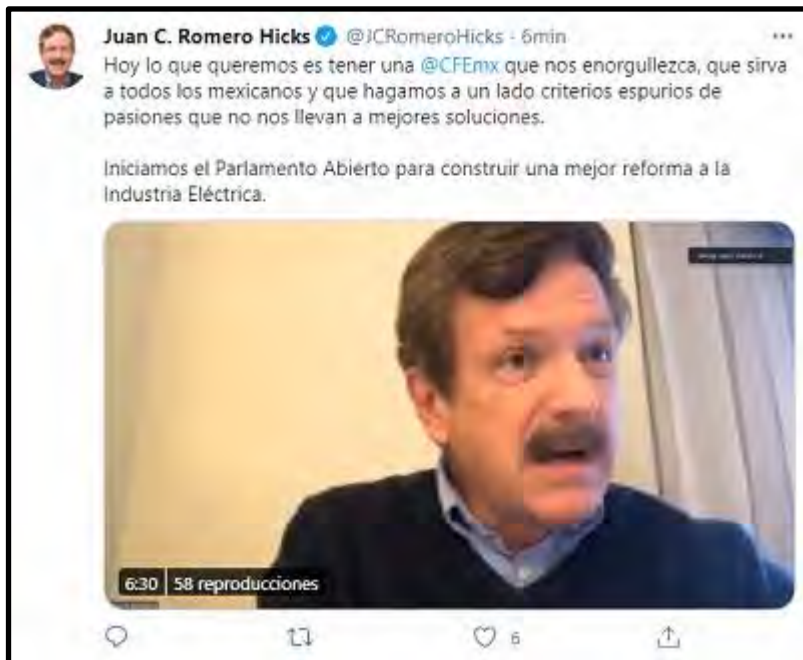 Juan C. Romero Hicks @JCRomeroHicks · 6min
Hoy lo que queremos es tener una @CFEmx que nos enorgullezca, que sirva
a todos los mexicanos y que hagamos a un lado criterios espurios de
pasiones que no nos llevan a mejores soluciones.
Iniciamos el Parlamento Abierto para construir una mejor reforma a la
Industria Eléctrica.
6:30 | 58 reproducciones
6